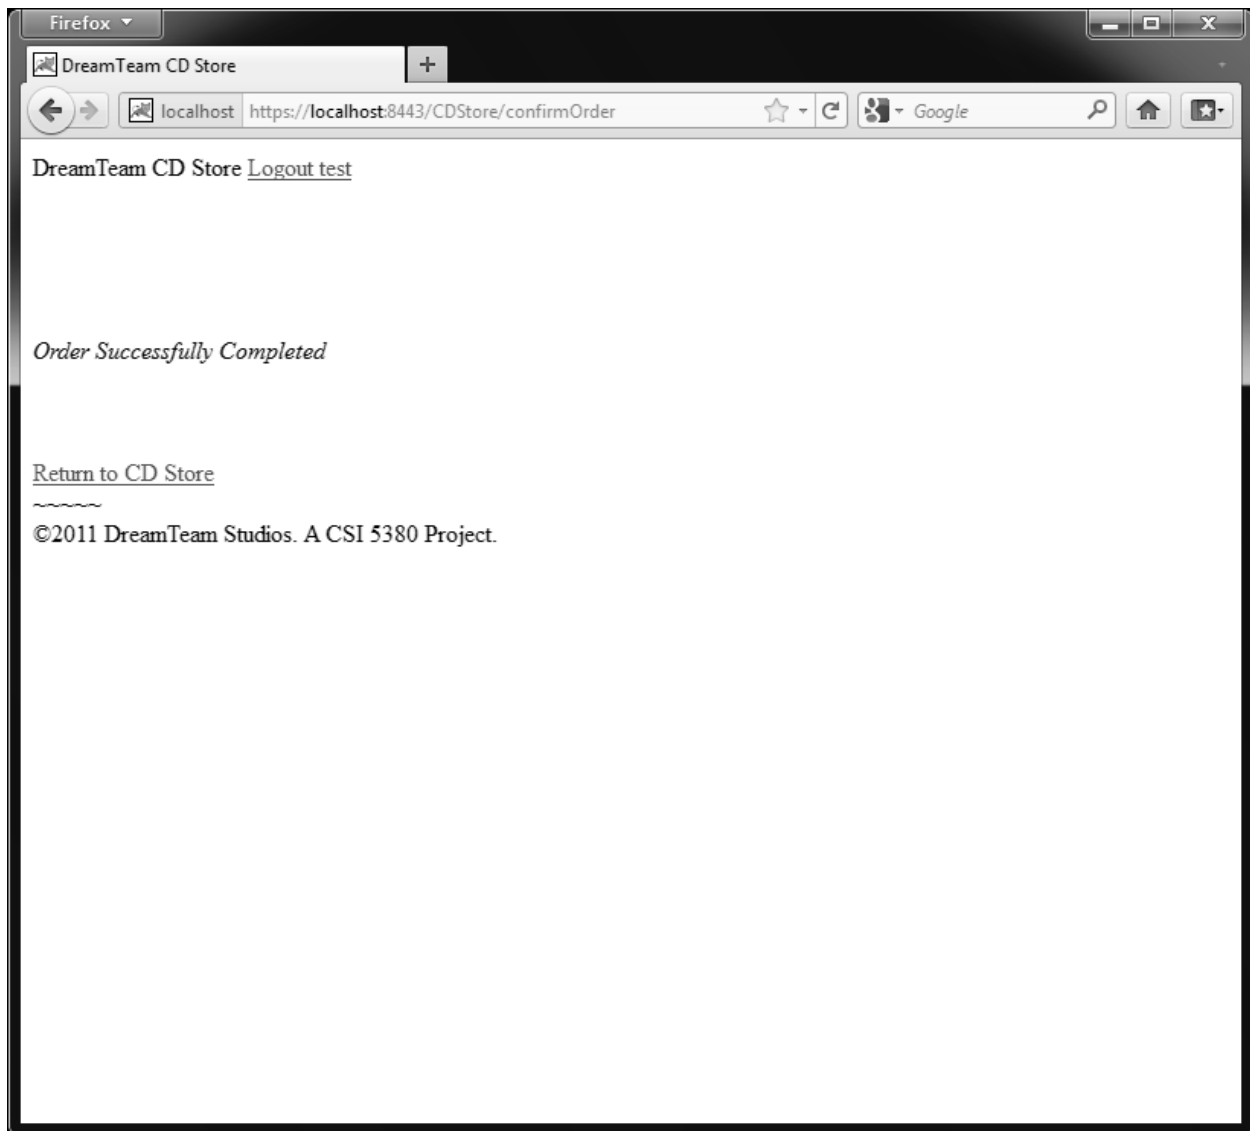 Firefox
DreamTeam CD Store
localhost https://localhost:8443/CDStore/confirmOrder Google
DreamTeam CD Store Logout test
Order Successfully Completed
Return to CD Store
~~~~~
©2011 DreamTeam Studios. A CSI 5380 Project.